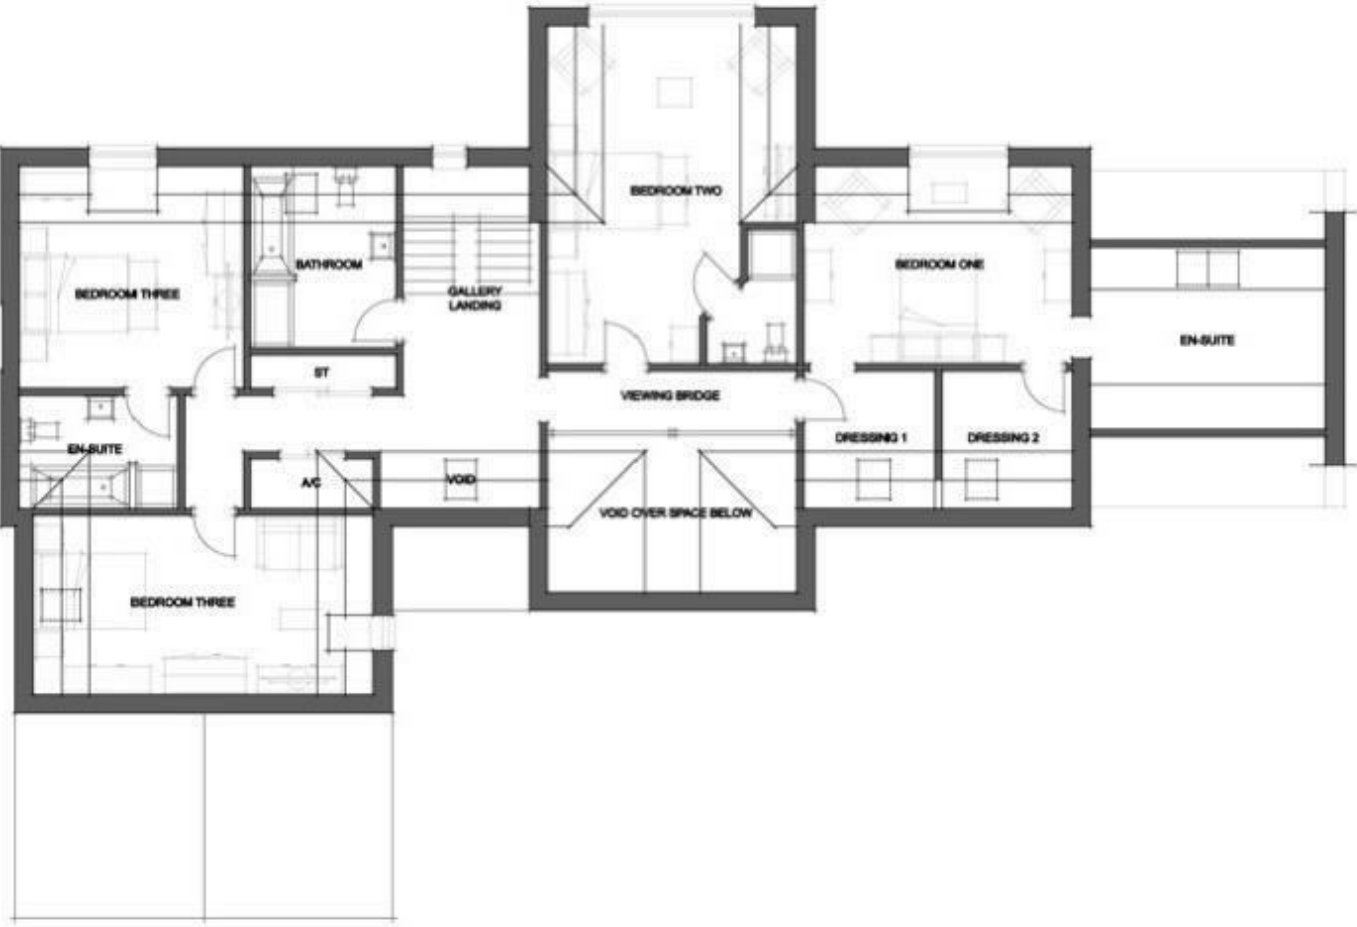 BEDROOM TWO
BATHROOM
BEDROOM ONE
BEDROOM THREE
GALLERY
LANDING
EN-SUITE
ST
VIEWING BRIDGE
DRESSING 1
DRESSING 2
EN-SUITE
A/C
VOID
VOID OVER SPACE BELOW
BEDROOM THREE